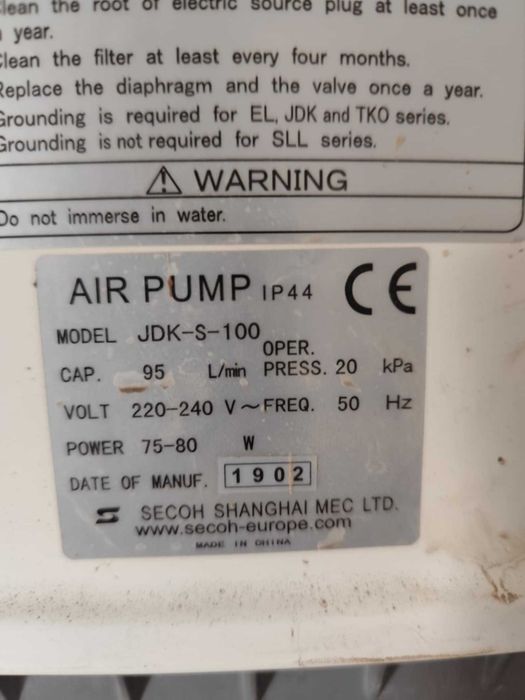 Clean the root of electric source plug at least once
a year.
Clean the filter at least every four months.
Replace the diaphragm and the valve once a year.
Grounding is required for EL, JDK and TKO series.
Grounding is not required for SLL series.
WARNING
Do not immerse in water.
AIR PUMP IP44 CE
MODEL JDK-S-100
CAP. 95 L/min OPER. PRESS. 20 kPa
VOLT 220-240 V~FREQ. 50 Hz
POWER 75-80 W
DATE OF MANUF. 1902
SECOH SHANGHAI MEC LTD.
www.secoh-europe.com
MADE IN CHINA